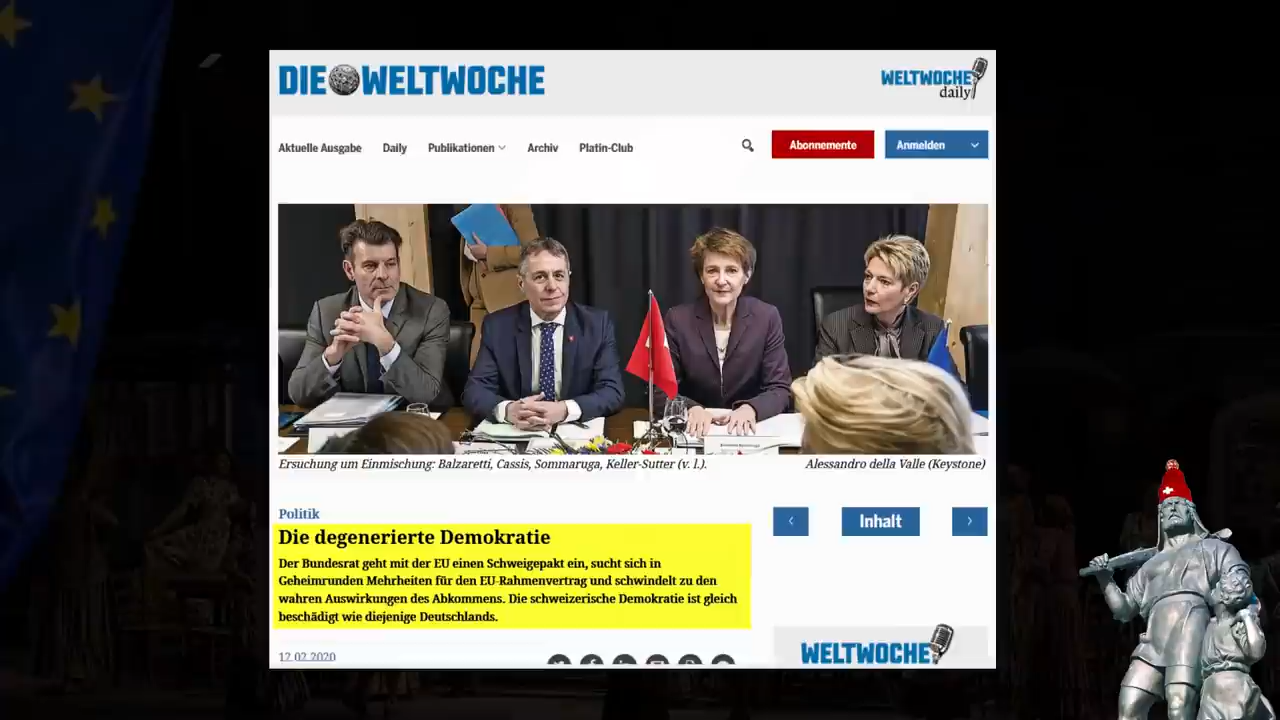 DIE WELTWOCHE
WELTWOCHE
daily
Aktuelle Ausgabe Daily Publikationen Archiv Platin-Club Abonnemente Anmelden
Ersuchung um Einmischung: Balzaretti, Cassis, Sommaruga, Keller-Sutter (v. l.). Alessandro della Valle (Keystone)
Politik
Inhalt
Die degenerierte Demokratie
Der Bundesrat geht mit der EU einen Schweigepakt ein, sucht sich in
Geheimrunden Mehrheiten für den EU-Rahmenvertrag und schwindelt zu den
wahren Auswirkungen des Abkommens. Die schweizerische Demokratie ist gleich
beschädigt wie diejenige Deutschlands.
12.02.2020
WELTWOCHE